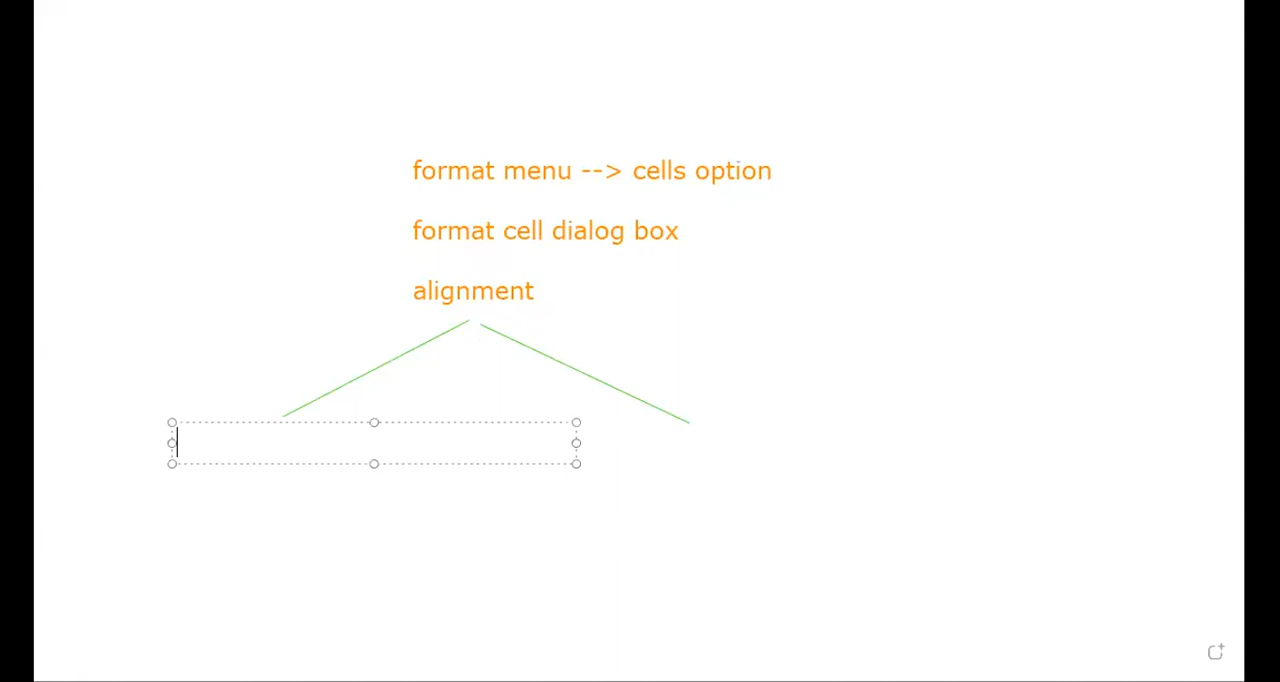 format menu --> cells option
format cell dialog box
alignment